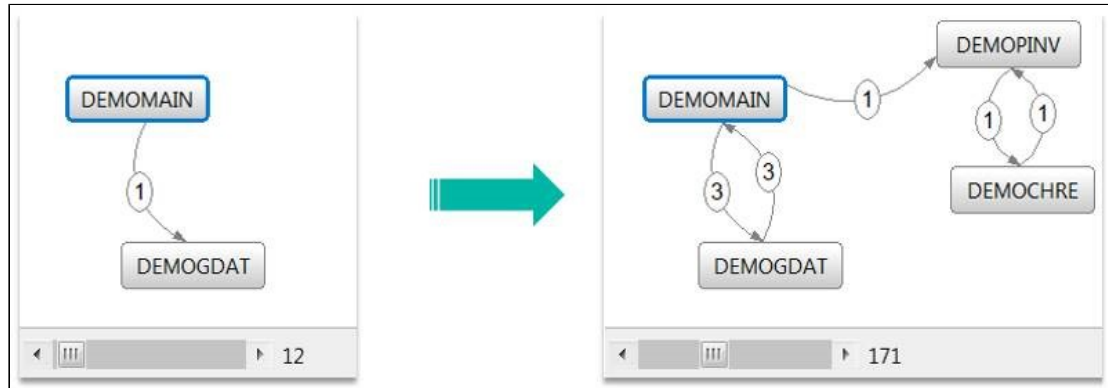 DEMOMAIN
1
DEMOGDAT
12
DEMOPINV
DEMOMAIN
1
1
1
3
3
DEMOCHRE
DEMOGDAT
171